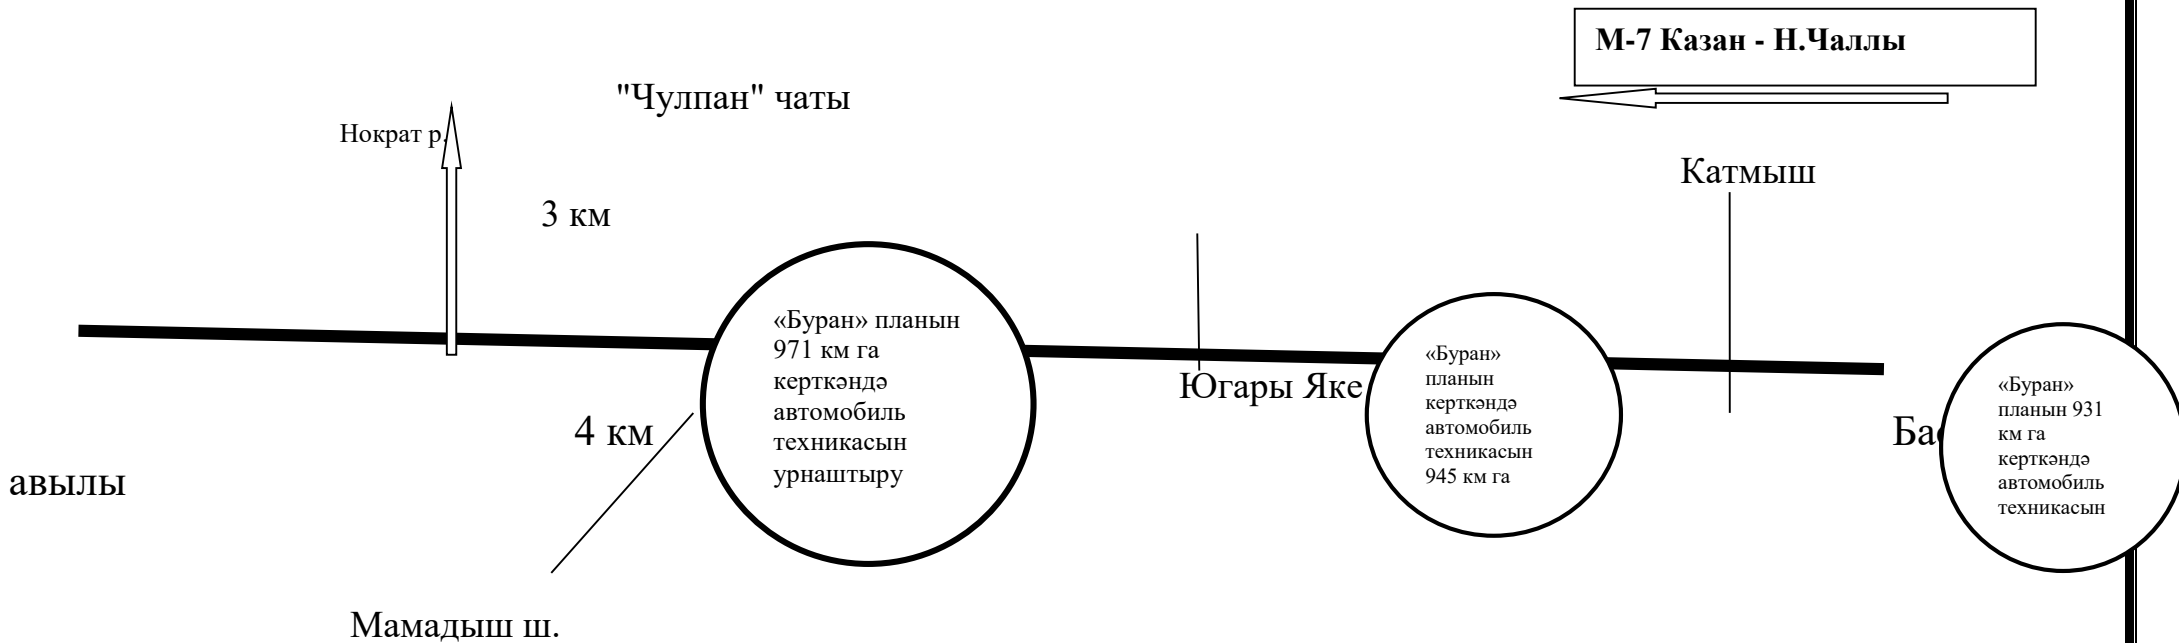 М-7 Казан - Н.Чаллы
"Чулпан" чаты
Нократ р.
Катмыш
3 км
«Буран» планын
971 км га
керткәндә
автомобиль
техникасын
урнаштыру
Югары Яке
«Буран»
планын
керткәндә
автомобиль
техникасын
945 км га
«Буран»
планын 931
км га
керткәндә
автомобиль
техникасын
4 км
авылы
Мамадыш ш.